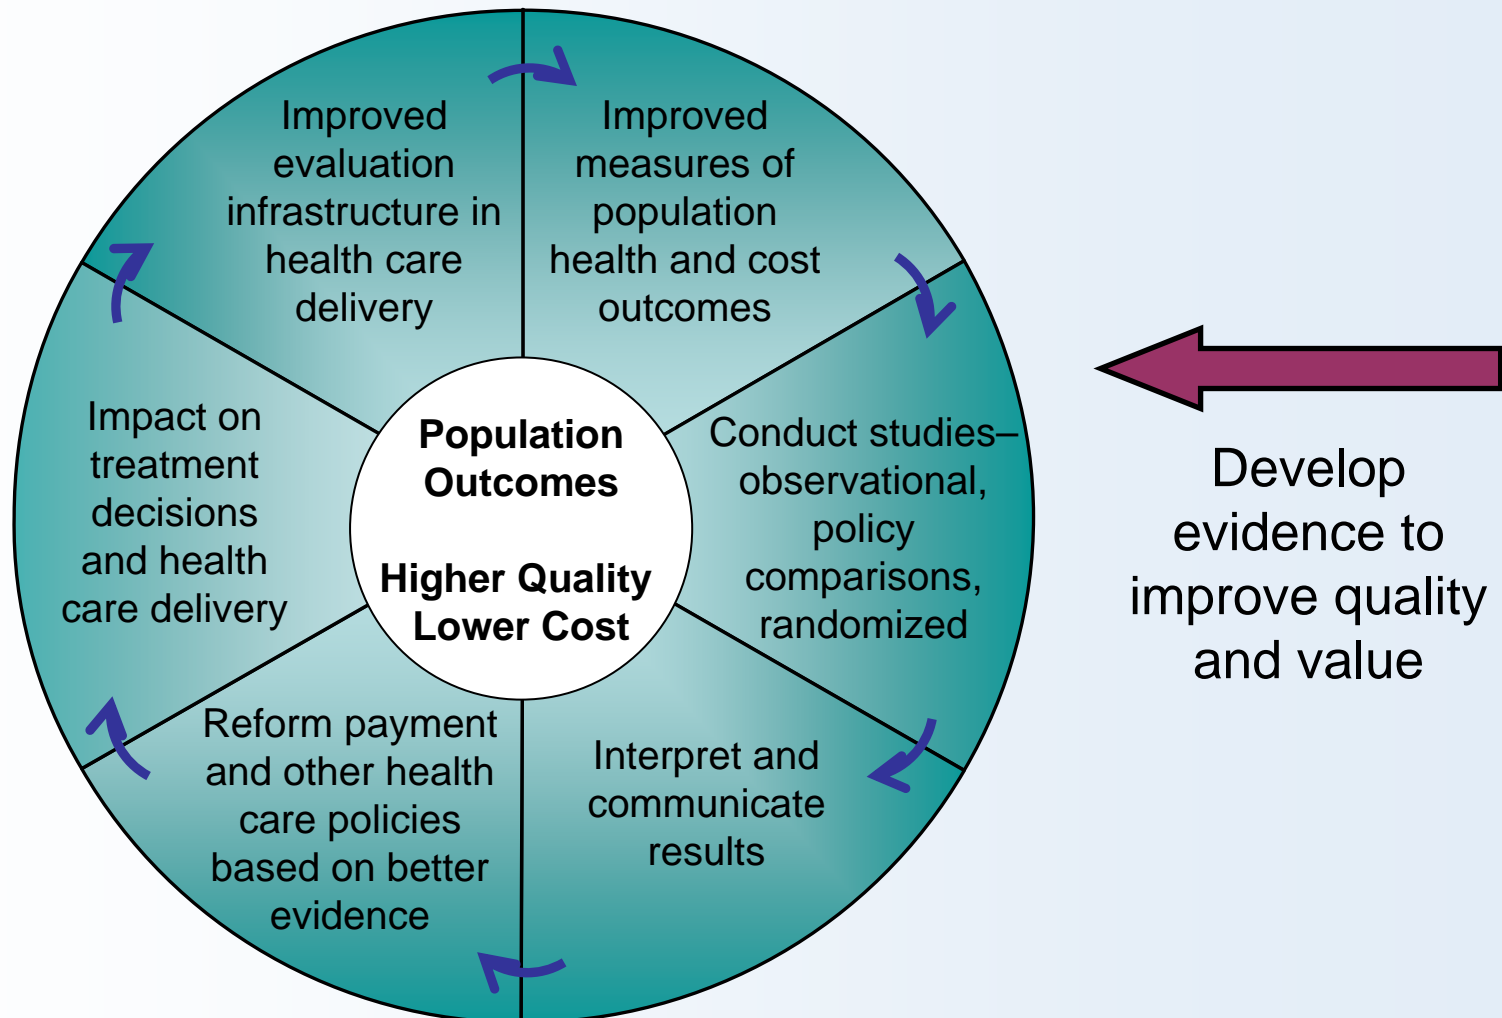 Improved
evaluation
infrastructure in
health care
delivery
Improved
measures of
population
health and cost
outcomes
Conduct studies–
observational,
policy
comparisons,
randomized
Interpret and
communicate
results
Reform payment
and other health
care policies
based on better
evidence
Impact on
treatment
decisions
and health
care delivery
Population
Outcomes
Higher Quality
Lower Cost
Develop
evidence to
improve quality
and value